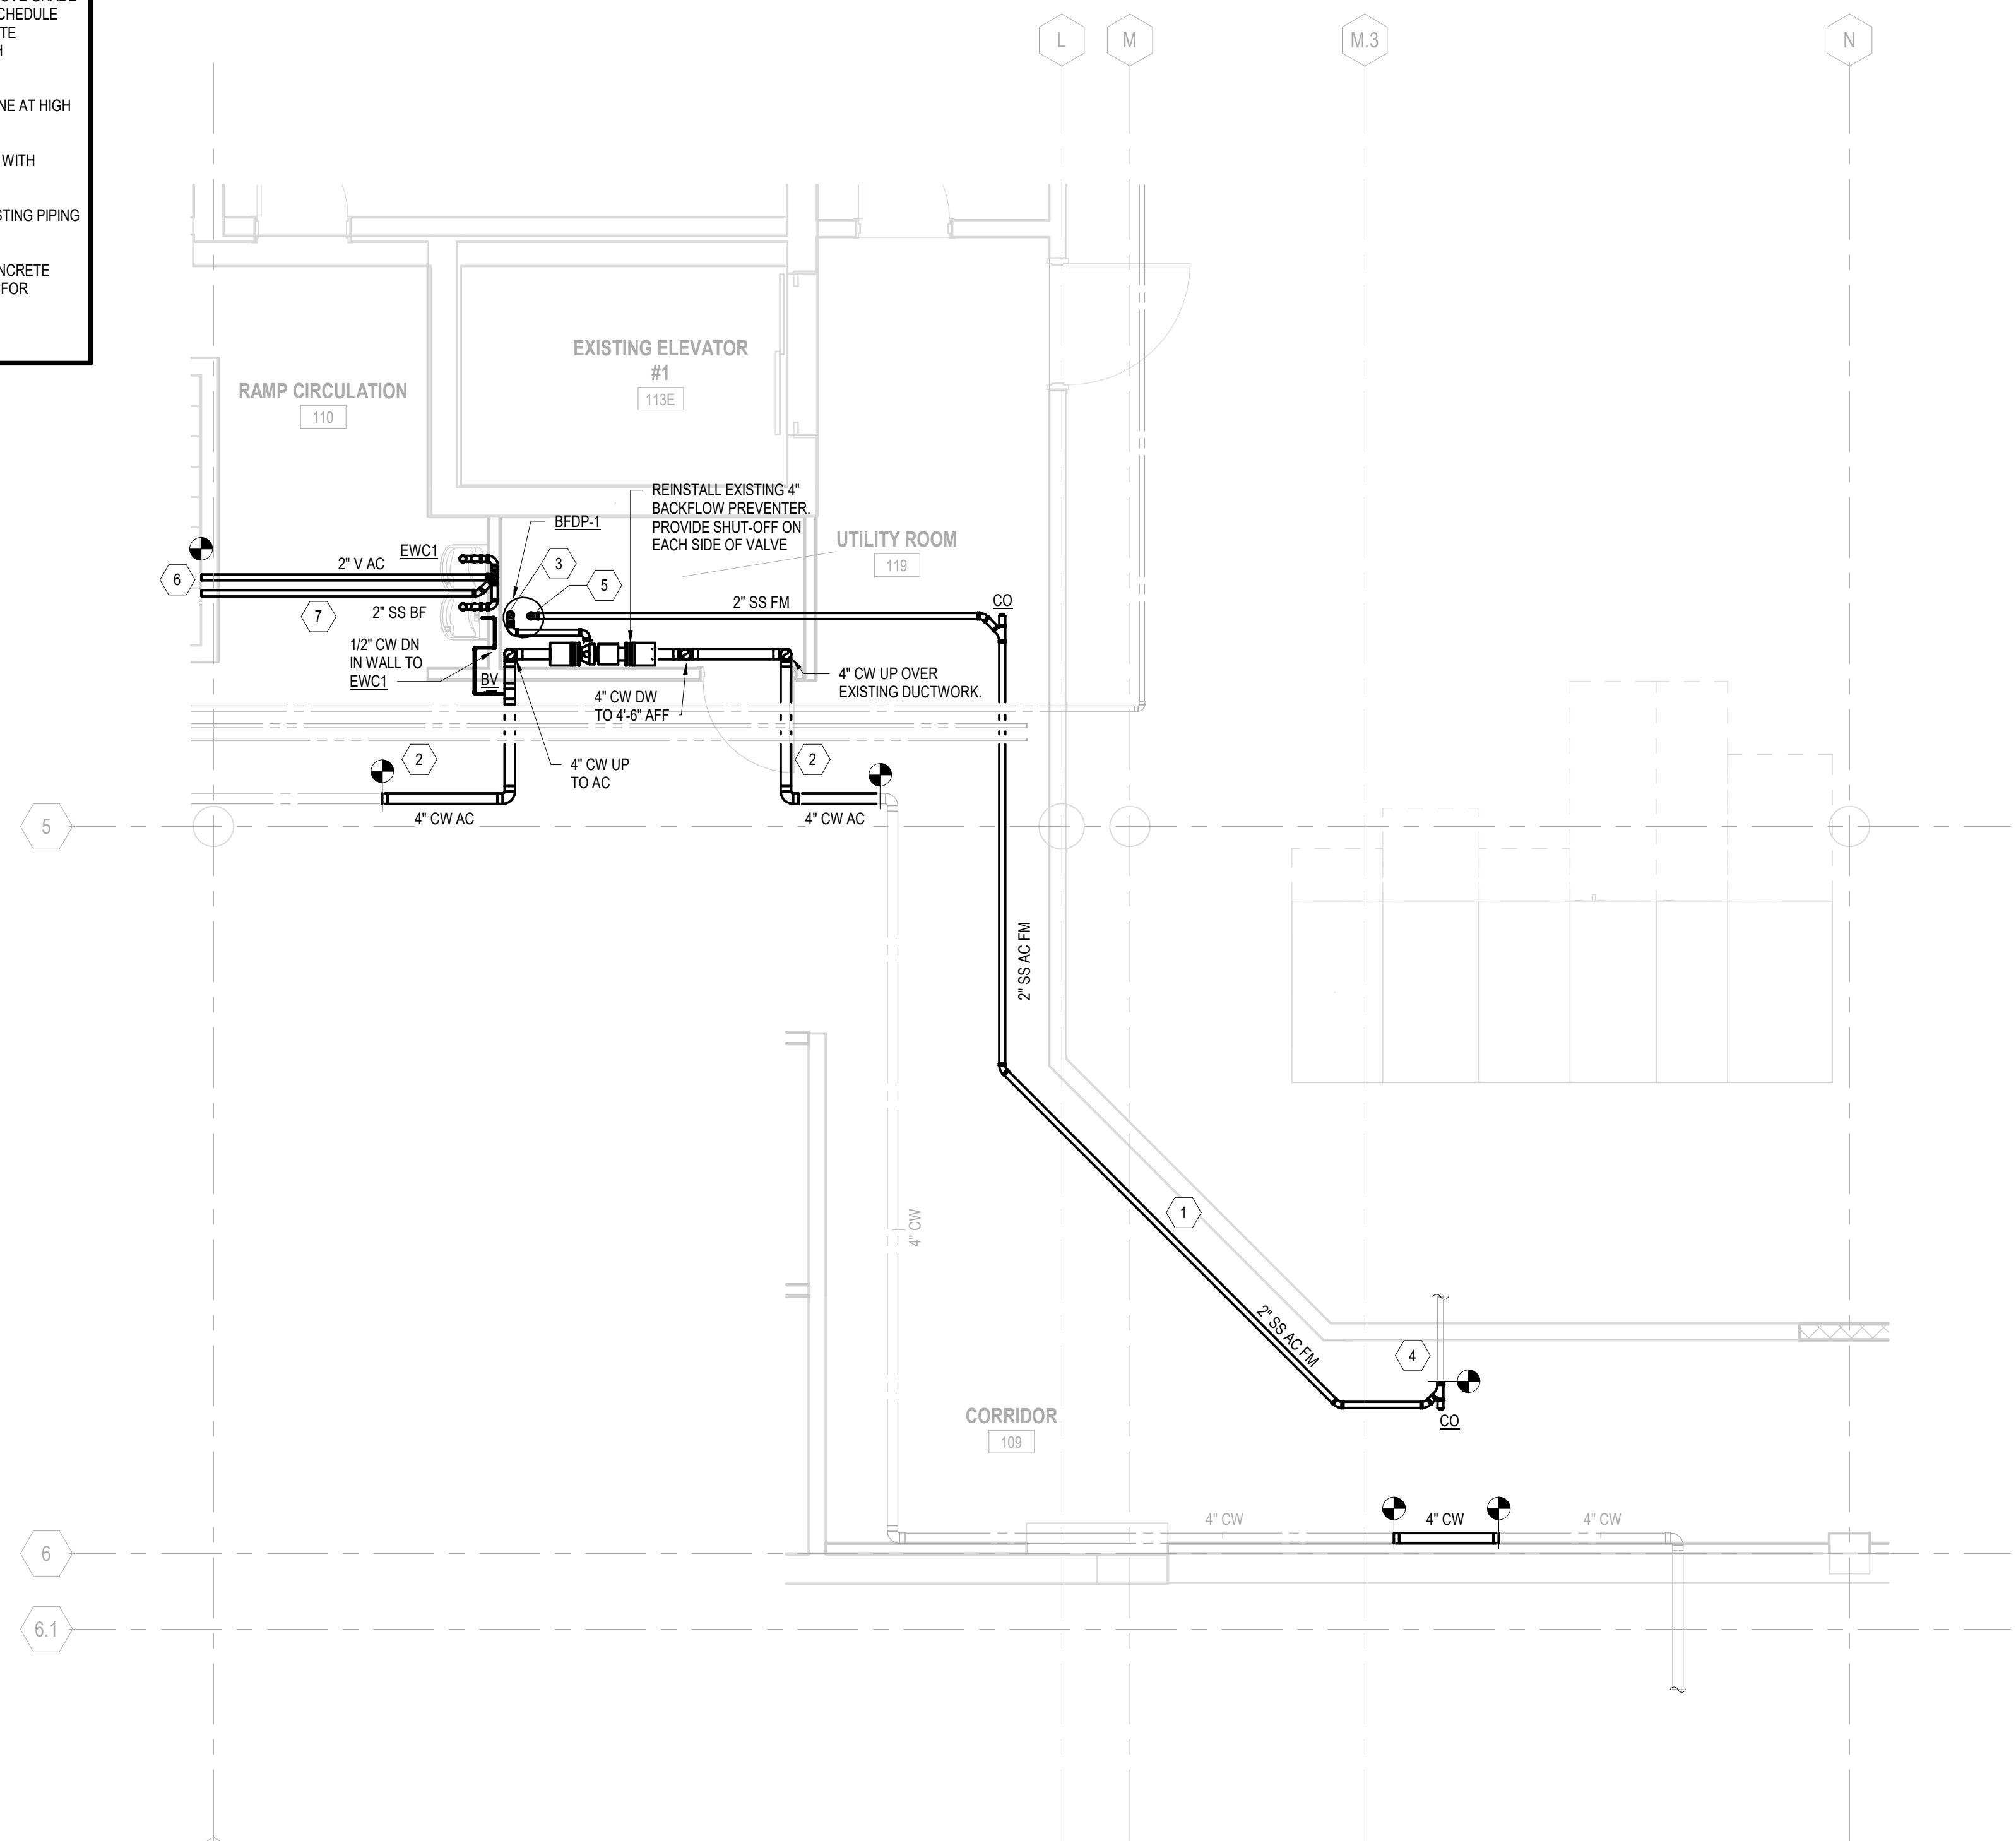 CHEDULE
NE AT HIGH
WITH
STING PIPING
NCRETE
FOR
L
M
M.3
N
EXISTING ELEVATOR
#1
113E
RAMP CIRCULATION
110
REINSTALL EXISTING 4"
BACKFLOW PREVENTER.
PROVIDE SHUT-OFF ON
EACH SIDE OF VALVE
BFDP-1
UTILITY ROOM
119
EWC1
3
5
2" V AC
6
7
2" SS BF
2" SS FM
CO
1/2" CW DN
IN WALL TO
EWC1
BV
4" CW DW
TO 4'-6" AFF
4" CW UP OVER
EXISTING DUCTWORK.
2
4" CW UP
TO AC
2
4" CW AC
4" CW AC
5
2" SS AC FM
4" CW
1
2" SS AC FM
4
CO
CORRIDOR
109
4" CW
4" CW
4" CW
6
6.1